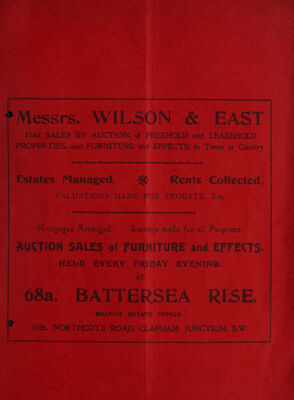 Messrs. WILSON & EAST
Hold SALES BY AUCTION, of FREEHOLD and LEASEHOLD
PROPERTIES, also FURNITURE and EFFECTS, in Town or Country
Estates Managed. ※ Rents Collected.
VALUATIONS MADE FOR PROBATE, Etc.
Mortgages Arranged. Surveys made for all Purposes.
AUCTION SALES of FURNITURE and EFFECTS,
HELD EVERY FRIDAY EVENING,
AT
68a, BATTERSEA RISE,
BRANCH ESTATE OFFICE:
NORTHCOTE ROAD, CLAPHAM JUNCTION, S.W.